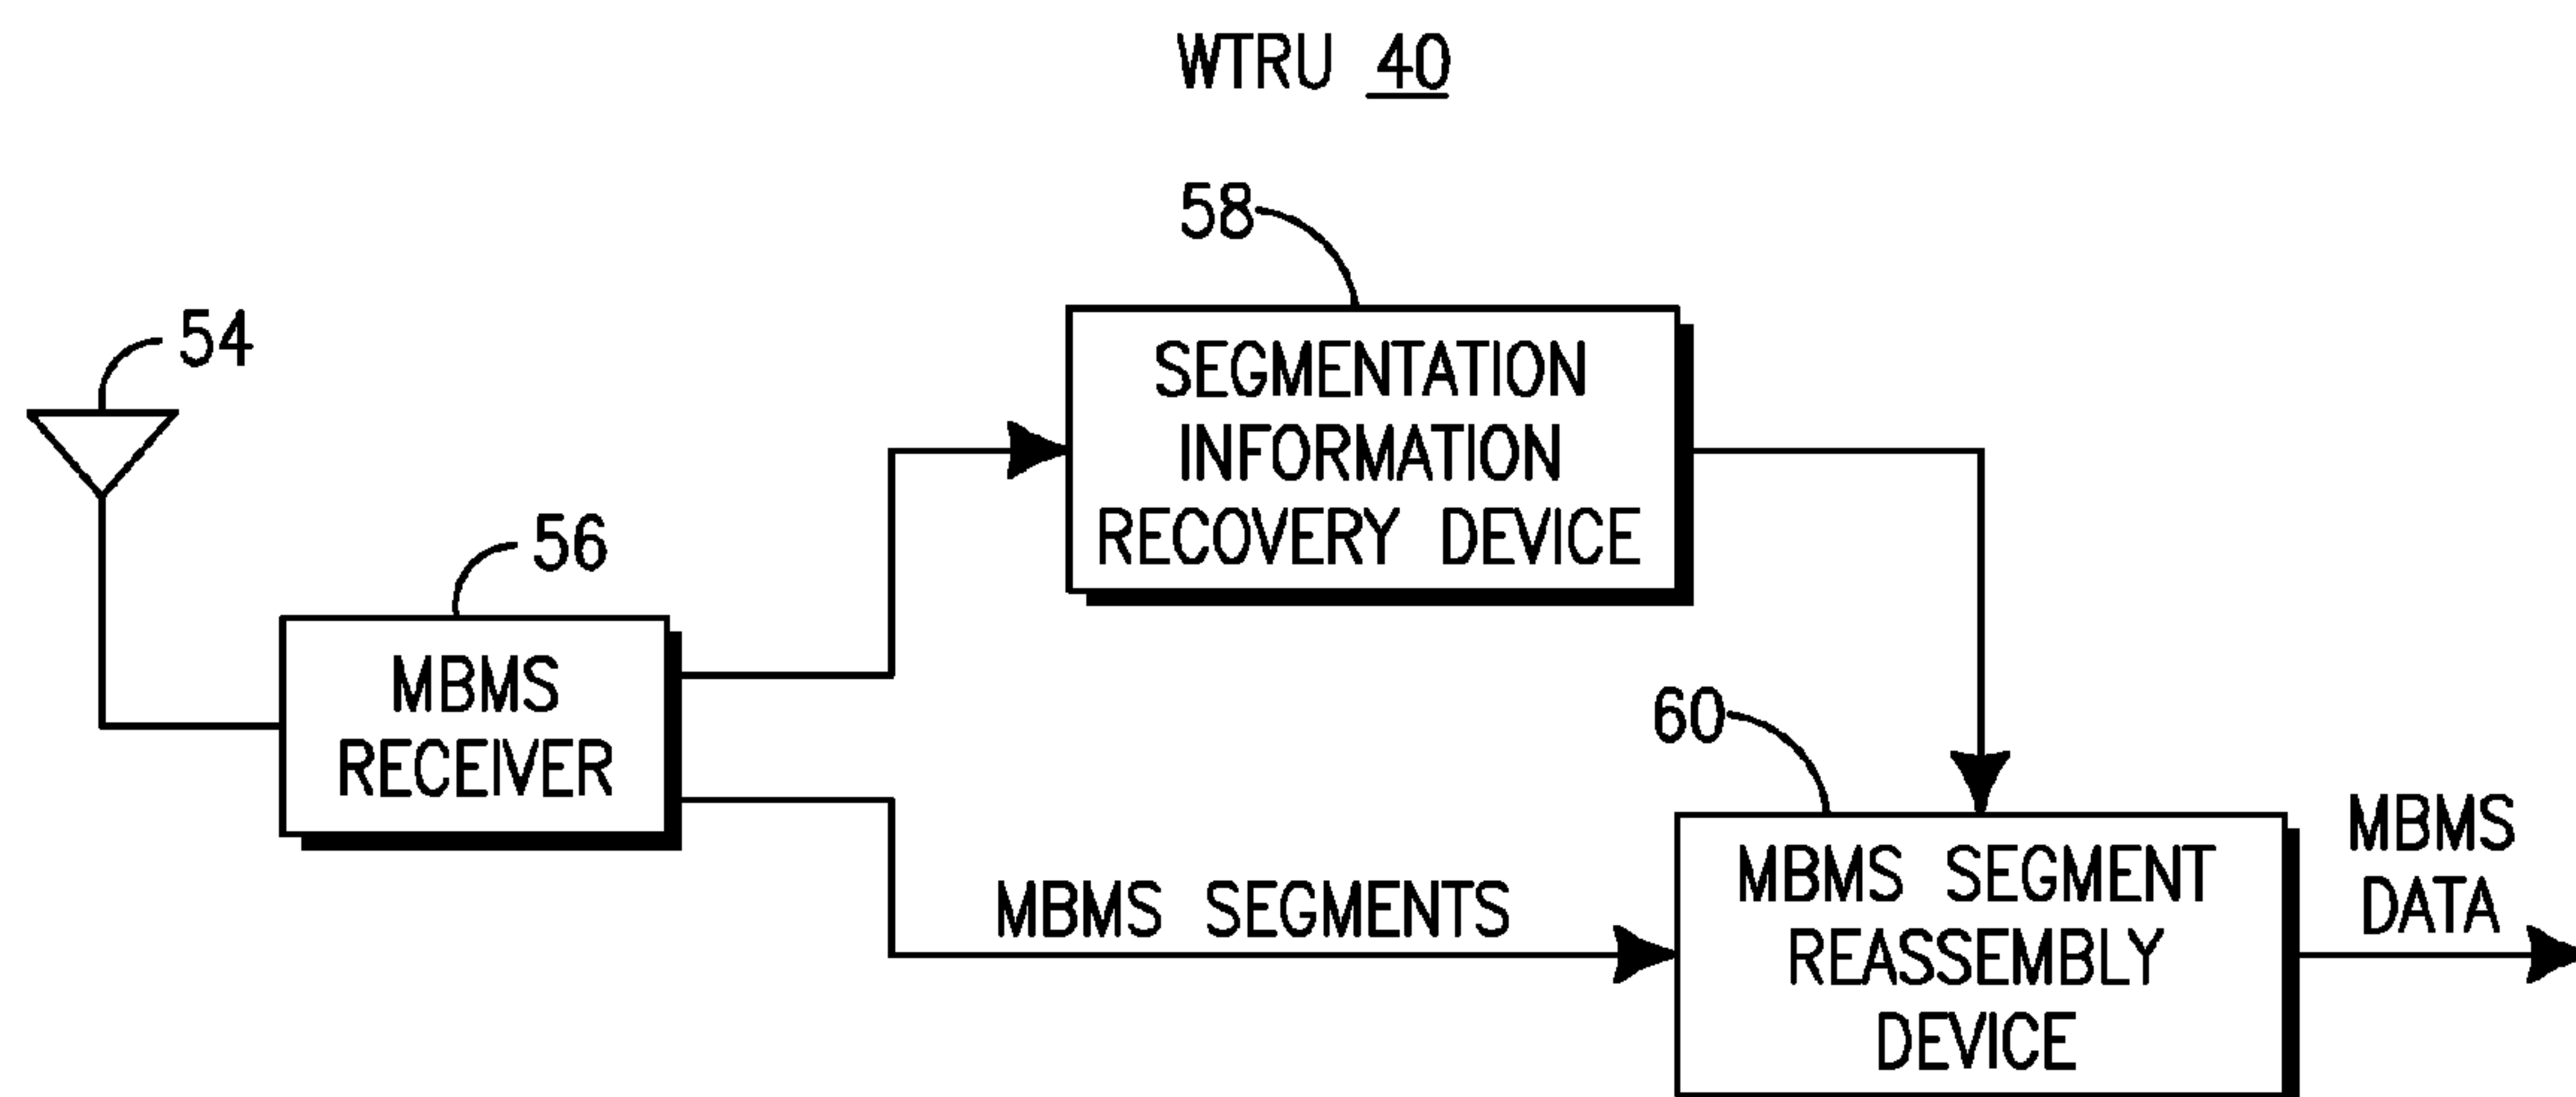 WTRU 40
58
54
SEGMENTATION
INFORMATION
RECOVERY DEVICE
56
MBMS
RECEIVER
60
MBMS SEGMENTS
MBMS SEGMENT
REASSEMBLY
DEVICE
MBMS
DATA